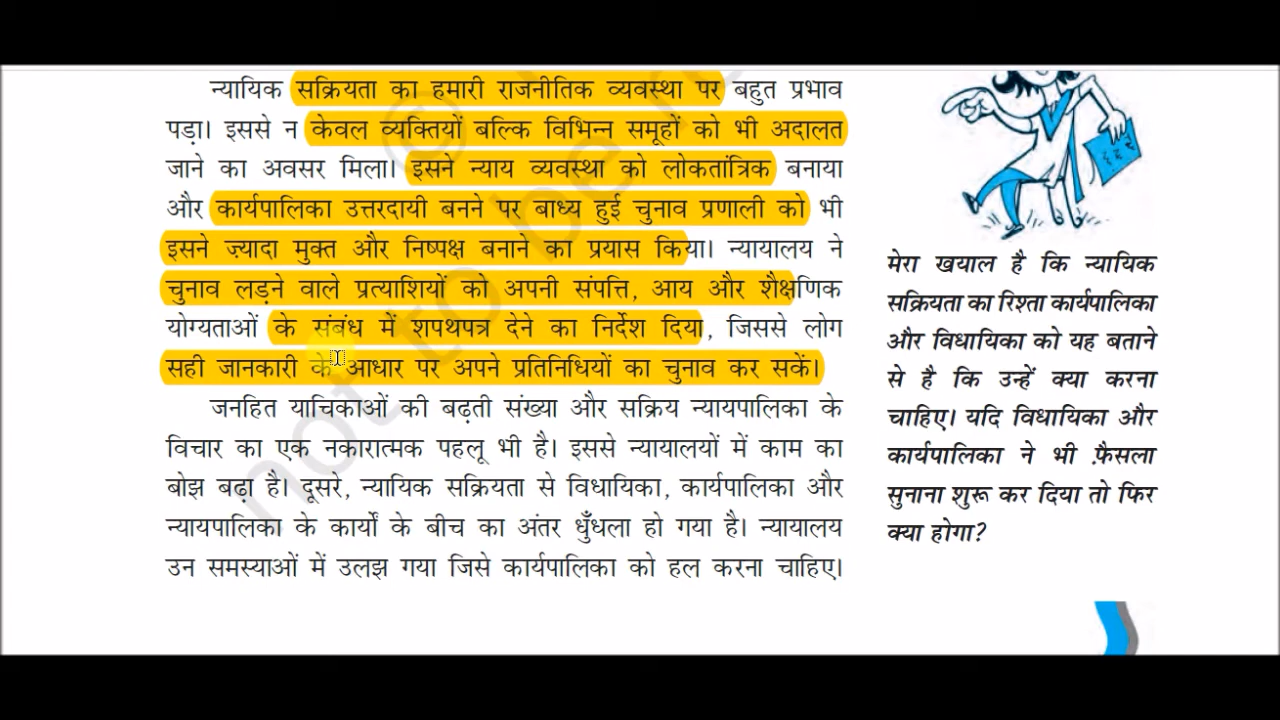 न्यायिक सक्रियता का हमारी राजनीतिक व्यवस्था पर बहुत प्रभाव
पड़ा। इससे न केवल व्यक्तियों बल्कि विभिन्न समूहों को भी अदालत
जाने का अवसर मिला। इसने न्याय व्यवस्था को लोकतांत्रिक बनाया
और कार्यपालिका उत्तरदायी बनने पर बाध्य हुई चुनाव प्रणाली को भी
इसने ज़्यादा मुक्त और निष्पक्ष बनाने का प्रयास किया। न्यायालय ने
चुनाव लड़ने वाले प्रत्याशियों को अपनी संपत्ति, आय और शैक्षणिक
योग्यताओं के संबंध में शपथपत्र देने का निर्देश दिया, जिससे लोग
सही जानकारी के आधार पर अपने प्रतिनिधियों का चुनाव कर सकें।
जनहित याचिकाओं की बढ़ती संख्या और सक्रिय न्यायपालिका के
विचार का एक नकारात्मक पहलू भी है। इससे न्यायालयों में काम का
बोझ बढ़ा है। दूसरे, न्यायिक सक्रियता से विधायिका, कार्यपालिका और
न्यायपालिका के कार्यों के बीच का अंतर धुँधला हो गया है। न्यायालय
उन समस्याओं में उलझ गया जिसे कार्यपालिका को हल करना चाहिए।
मेरा खयाल है कि न्यायिक
सक्रियता का रिश्ता कार्यपालिका
और विधायिका को यह बताने
से है कि उन्हें क्या करना
चाहिए। यदि विधायिका और
कार्यपालिका ने भी फ़ैसला
सुनाना शुरू कर दिया तो फिर
क्या होगा?
not to be